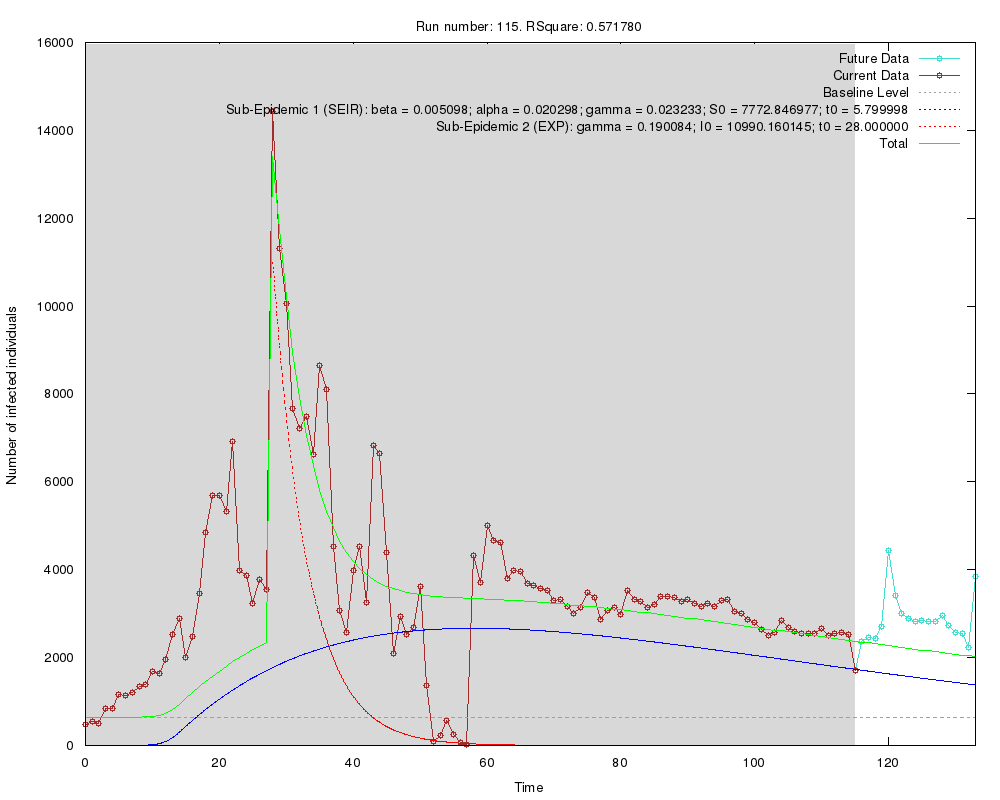 Run number: 115. RSquare: 0.571780
16000
14000
12000
10000
8000
6000
4000
2000
0
Number of infected individuals
Future Data
Current Data
Baseline Level
Sub-Epidemic 1 (SEIR): beta = 0.005098; alpha = 0.020298; gamma = 0.023233; S0 = 7772.846977; t0 = 5.799998
Sub-Epidemic 2 (EXP): gamma = 0.190084; I0 = 10990.160145; t0 = 28.000000
Total
0 20 40 60 80 100 120
Time